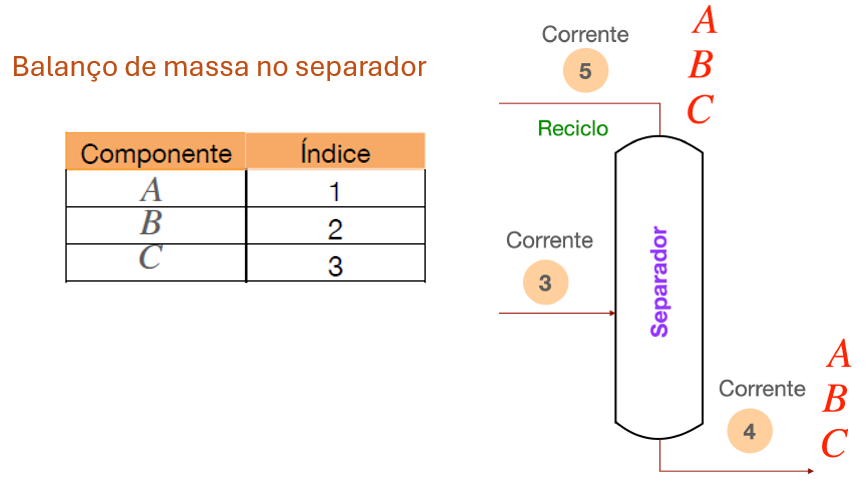 Balanço de massa no separador
Componente Índice
A 1
B 2
C 3
Corrente
5
Reciclo
A
B
C
Corrente
3
Separador
Corrente
4
A
B
C